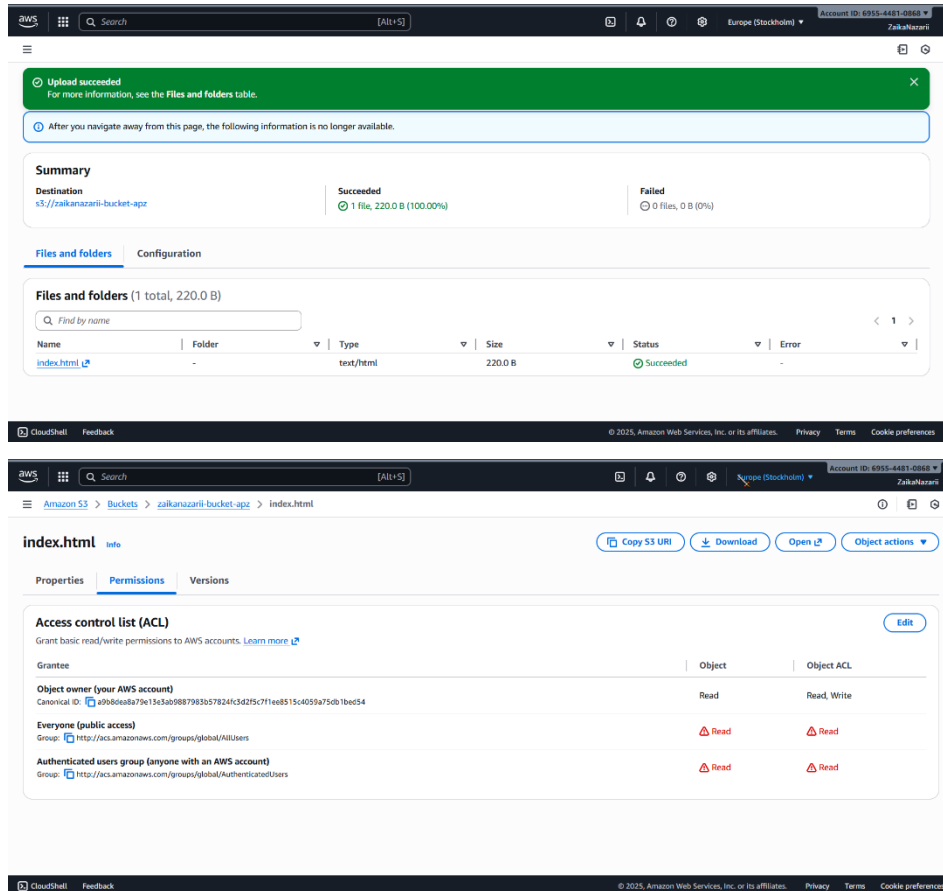 aws
Search [Alt+S]
Europe (Stockholm)
Account ID: 6955-4481-0868
ZaikaNazarii
Upload succeeded
For more information, see the Files and folders table.
After you navigate away from this page, the following information is no longer available.
Summary
Destination Succeeded Failed
s3://zaikanazarii-bucket-apz 1 file, 220.0 B (100.00%) 0 files, 0 B (0%)
Files and folders Configuration
Files and folders (1 total, 220.0 B)
Find by name
1
Name Folder Type Size Status Error
index.html - text/html 220.0 B Succeeded -
CloudShell Feedback © 2025, Amazon Web Services, Inc. or its affiliates. Privacy Terms Cookie preferences
aws
Search [Alt+S]
Europe (Stockholm)
Account ID: 6955-4481-0868
ZaikaNazarii
Amazon S3 > Buckets > zaikanazarii-bucket-apz > index.html
index.html Info
Copy S3 URI Download Open Object actions
Properties Permissions Versions
Access control list (ACL)
Edit
Grant basic read/write permissions to AWS accounts. Learn more
Grantee Object Object ACL
Object owner (your AWS account)
Canonical ID: a9b8dea8a79e13e3ab9887983b57824fc3d2f5c7f1ee8515c4059a75db1bed54
Read Read, Write
Everyone (public access)
Group: http://acs.amazonaws.com/groups/global/AllUsers
Read Read
Authenticated users group (anyone with an AWS account)
Group: http://acs.amazonaws.com/groups/global/AuthenticatedUsers
Read Read
CloudShell Feedback © 2025, Amazon Web Services, Inc. or its affiliates. Privacy Terms Cookie preferences